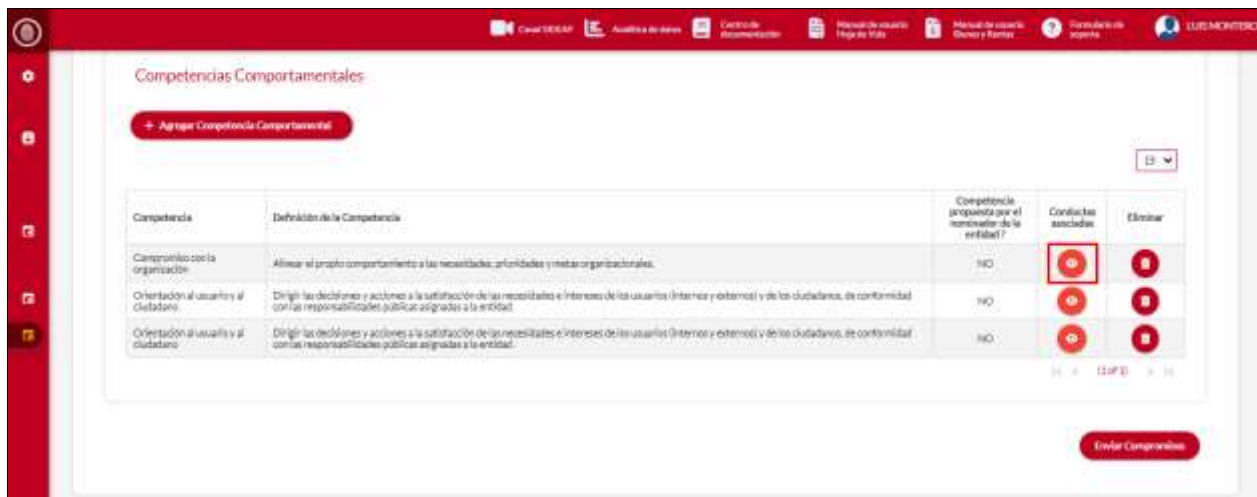 Canal SIDEAP
Analítica de datos
Centro de
documentación
Manual de usuario
Hoja de Vida
Manual de usuario
Bienes y Rentas
Formulario de
soporte
LUIS MONTERO
Competencias Comportamentales
+ Agregar Competencia Comportamental
Competencia
Definición de la Competencia
Competencia
propuesta por el
nominador de la
entidad?
Conductas
asociadas
Eliminar
Compromiso con la
organización
Alinear el propio comportamiento a las necesidades, prioridades y metas organizacionales.
NO
Orientación al usuario y al
ciudadano
Dirigir las decisiones y acciones a la satisfacción de las necesidades e intereses de los usuarios (internos y externos) y de los ciudadanos, de conformidad
con las responsabilidades públicas asignadas a la entidad.
NO
Orientación al usuario y al
ciudadano
Dirigir las decisiones y acciones a la satisfacción de las necesidades e intereses de los usuarios (internos y externos) y de los ciudadanos, de conformidad
con las responsabilidades públicas asignadas a la entidad.
NO
(1 of 1)
Enviar Compromisos